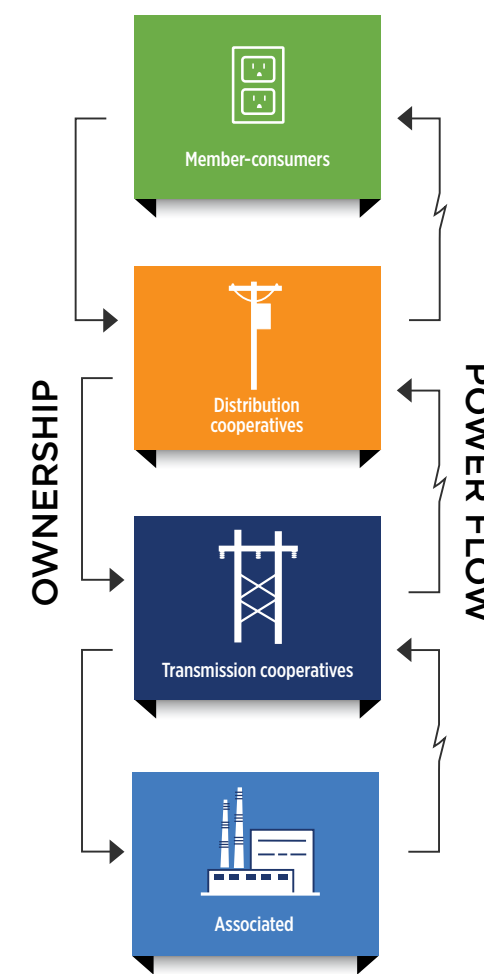 Member-consumers
Distribution
cooperatives
OWNERSHIP
POWER FLOW
Transmission cooperatives
Associated